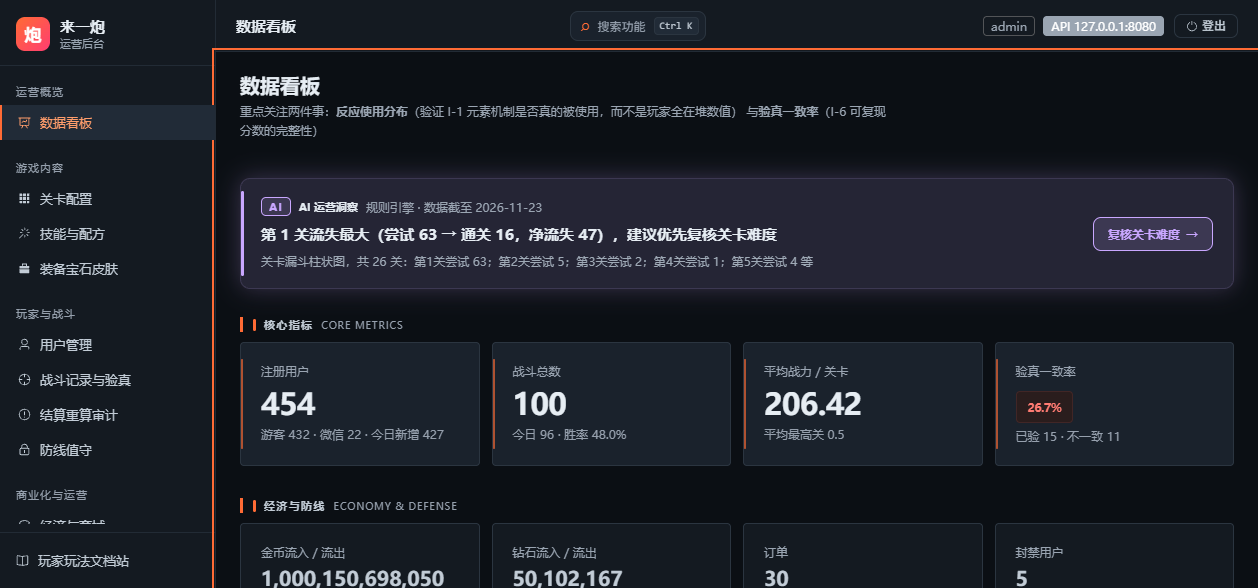 炮
来一炮
运营后台
运营概览
数据看板
游戏内容
关卡配置
技能与配方
装备宝石皮肤
玩家与战斗
用户管理
战斗记录与验真
结算重算审计
防线值守
商业化与运营
经济与商城
玩家玩法文档站
数据看板
搜索功能 Ctrl K
admin
API 127.0.0.1:8080
登出
数据看板
重点关注两件事：反应使用分布（验证 I-1 元素机制是否真的被使用，而不是玩家全在堆数值） 与验真一致率（I-6 可复现
分数的完整性）
AI AI 运营洞察 规则引擎 · 数据截至 2026-11-23
第 1 关流失最大（尝试 63 → 通关 16，净流失 47），建议优先复核关卡难度
关卡漏斗柱状图，共 26 关：第1关尝试 63；第2关尝试 5；第3关尝试 2；第4关尝试 1；第5关尝试 4 等
复核关卡难度 →
核心指标 CORE METRICS
注册用户
454
游客 432 · 微信 22 · 今日新增 427
战斗总数
100
今日 96 · 胜率 48.0%
平均战力 / 关卡
206.42
平均最高关 0.5
验真一致率
26.7%
已验 15 · 不一致 11
经济与防线 ECONOMY & DEFENSE
金币流入 / 流出
1,000,150,698,050
钻石流入 / 流出
50,102,167
订单
30
封禁用户
5